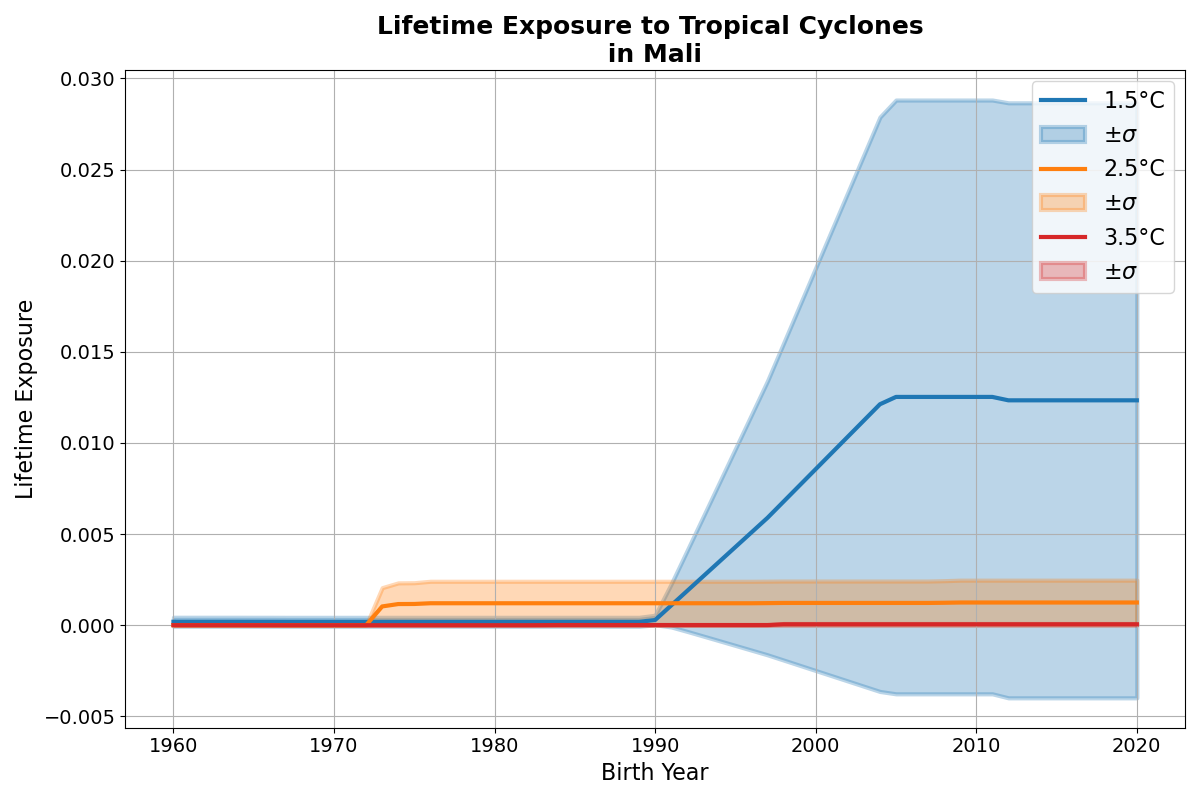 Lifetime Exposure to Tropical Cyclones
in Mali
0.030
0.025
0.020
0.015
0.010
0.005
0.000
−0.005
Lifetime Exposure
1.5°C
±σ
2.5°C
±σ
3.5°C
±σ
1960 1970 1980 1990 2000 2010 2020
Birth Year